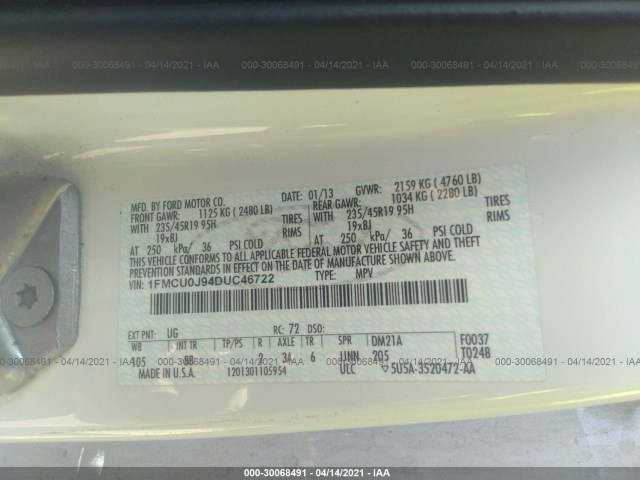 000-30068491 - 04/14/2021 - IAA
MFD. BY FORD MOTOR CO. DATE: 01/13 GVWR: 2159 KG ( 4760 LB)
FRONT GAWR: 1125 KG ( 2480 LB) REAR GAWR: 1034 KG ( 2280 LB)
WITH 235/45R19 95H TIRES WITH 235/45R19 95H TIRES
19x8J RIMS 19x8J RIMS
AT 250 kPa/ 36 PSI COLD AT 250 kPa/ 36 PSI COLD
THIS VEHICLE CONFORMS TO ALL APPLICABLE FEDERAL MOTOR VEHICLE SAFETY AND THEFT
PREVENTION STANDARDS IN EFFECT ON THE DATE OF MANUFACTURE SHOWN ABOVE.
VIN: 1FMCU0J94DUC46722 TYPE: MPV
EXT PNT: UG RC: 72 DSO:
WB INT TR TP/PS R AXLE TR SPR DM21A F0037
105 SB 2 34 6 205 T0248
MADE IN U.S.A. 1201301105954 ULC 5U5A-3520472-AA
000-30068491 - 04/14/2021 - IAA